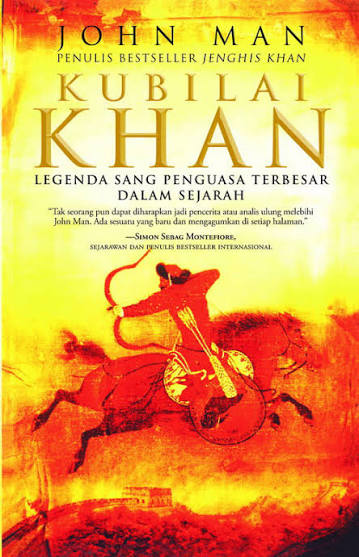 JOHN MAN
PENULIS BESTSELLER JENGHIS KHAN
KUBILAI
KHAN
LEGENDA SANG PENGUASA TERBESAR
DALAM SEJARAH
“Tak seorang pun dapat diharapkan jadi pencerita atau analis ulung melebihi
John Man. Ada sesuatu yang baru dan mengagumkan di setiap halaman.”
—SIMON SEBAG MONTEFIORE,
SEJARAWAN DAN PENULIS BESTSELLER INTERNASIONAL